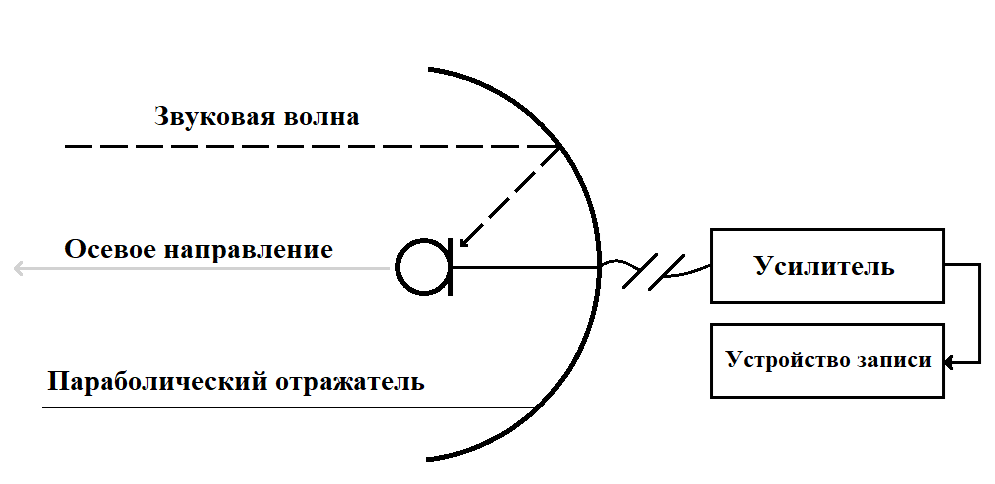 Звуковая волна
Осевое направление
Усилитель
Устройство записи
Параболический отражатель